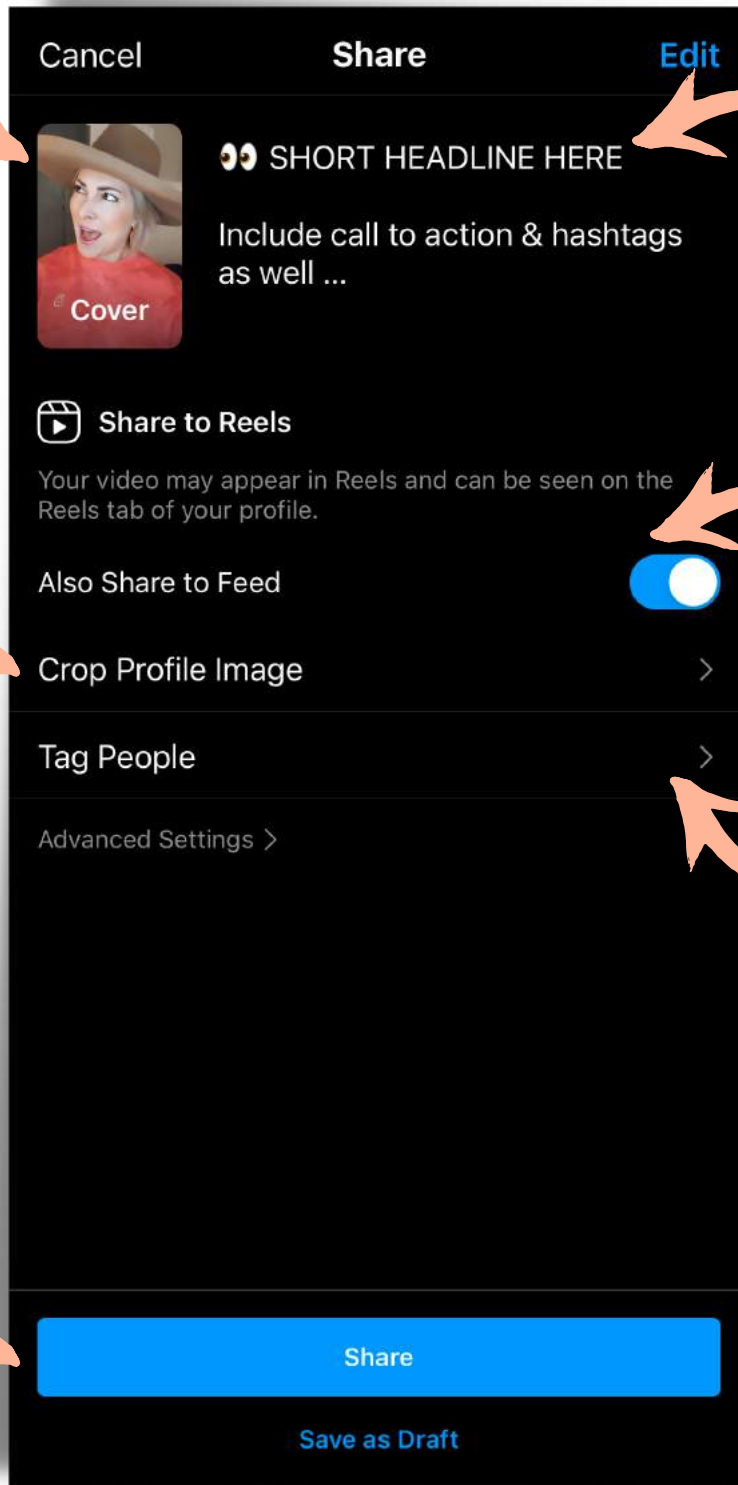 Cancel Share Edit
👀 SHORT HEADLINE HERE
Include call to action & hashtags
as well ...
Cover
Share to Reels
Your video may appear in Reels and can be seen on the
Reels tab of your profile.
Also Share to Feed
Crop Profile Image
Tag People
Advanced Settings >
Share
Save as Draft